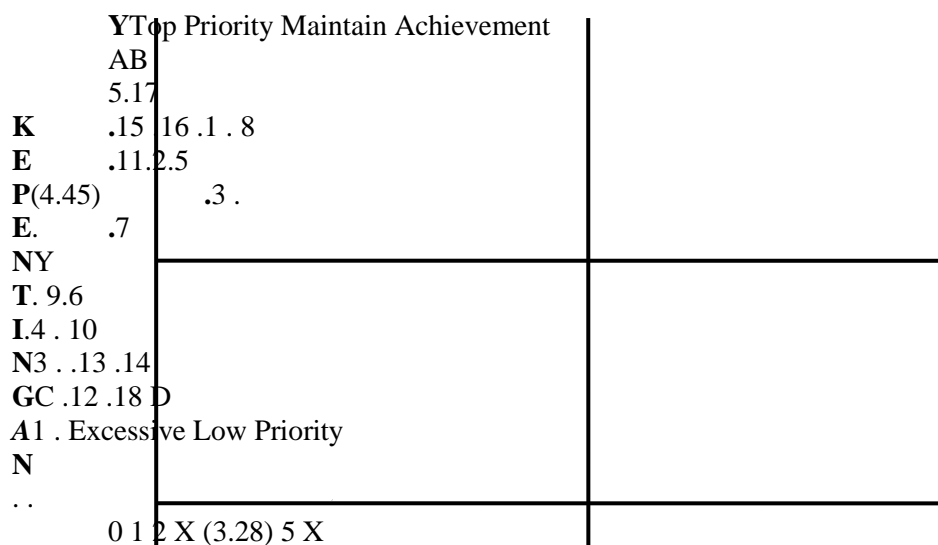 YTop Priority Maintain Achievement
AB
5.17
K .15 16 .1 . 8
E .11.2.5
P(4.45) .3 .
E. .7
NY
T. 9.6
I.4 . 10
N3 . .13 .14
GC .12 .18 D
A1 . Excessive Low Priority
N
. .
0 1 2 X (3.28) 5 X